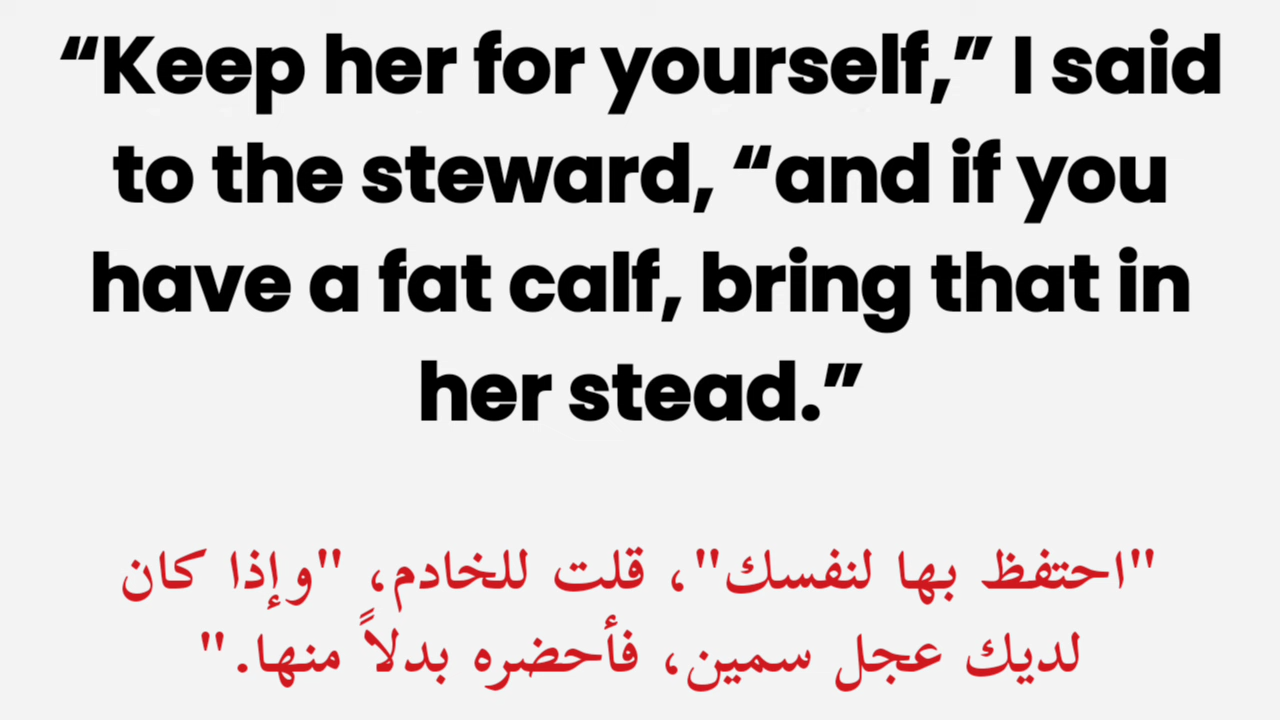 “Keep her for yourself,” I said
to the steward, “and if you
have a fat calf, bring that in
her stead.”
"احتفظ بها لنفسك"، قلت للخادم، "وإذا كان
لديك عجل سمين، فأحضره بدلاً منها."